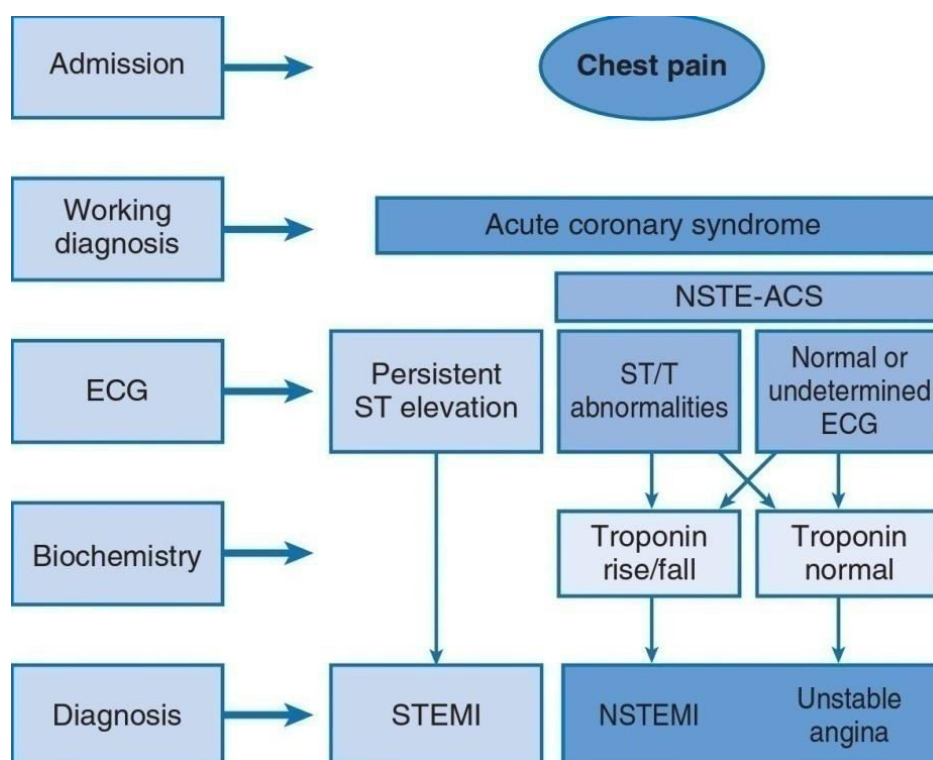 Admission
Chest pain
Working
diagnosis
Acute coronary syndrome
NSTE-ACS
ECG
Persistent
ST elevation
ST/T
abnormalities
Normal or
undetermined
ECG
Biochemistry
Troponin
rise/fall
Troponin
normal
Diagnosis
STEMI
NSTEMI
Unstable
angina